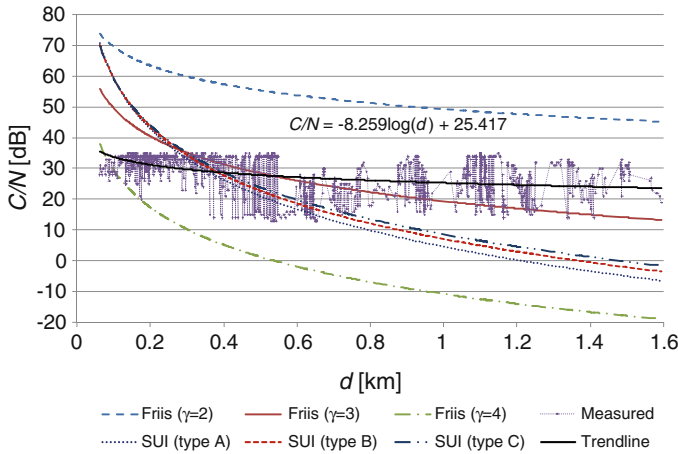 80
70
60
50
40
30
20
10
0
-10
-20
C/N [dB]
C/N = -8.259log(d) + 25.417
0 0.2 0.4 0.6 0.8 1 1.2 1.4 1.6
d [km]
Friis (γ=2) Friis (γ=3) Friis (γ=4) Measured
SUI (type A) SUI (type B) SUI (type C) Trendline